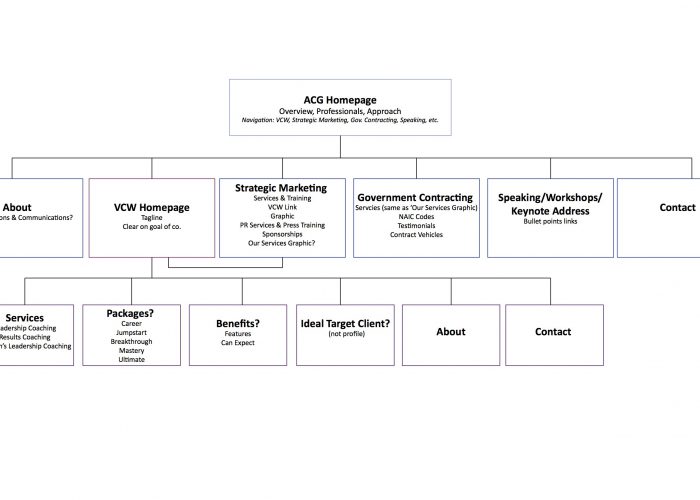 ACG Homepage
Overview, Professionals, Approach
Navigation: VCW, Strategic Marketing, Gov. Contracting, Speaking, etc.
About
& Communications?
VCW Homepage
Tagline
Clear on goal of co.
Strategic Marketing
Services & Training
VCW Link
Graphic
PR Services & Press Training
Sponsorships
Our Services Graphic?
Government Contracting
Servcies (same as ‘Our Services Graphic)
NAIC Codes
Testimonials
Contract Vehicles
Speaking/Workshops/
Keynote Address
Bullet points links
Contact
Services
Coaching
Results Coaching
Leadership Coaching
Packages?
Career
Jumpstart
Breakthrough
Mastery
Ultimate
Benefits?
Features
Can Expect
Ideal Target Client?
(not profile)
About
Contact